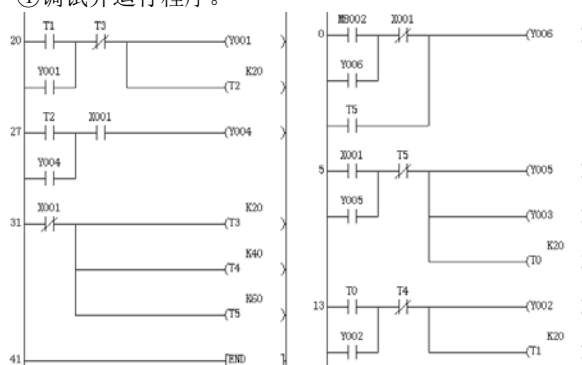 ①调试并运行程序。
T1 T3
20 (Y001)
Y001 K20
(T2)
T2 X001
27 (Y004)
Y004
X001 K20
31 (T3)
K40
(T4)
K60
(T5)
41 [END]
M8002 X001
0 (Y006
Y006
T5
X001 T5
5 (Y005
Y005
(Y003
K20
(T0
T0 T4
13 (Y002
Y002 K20
(T1